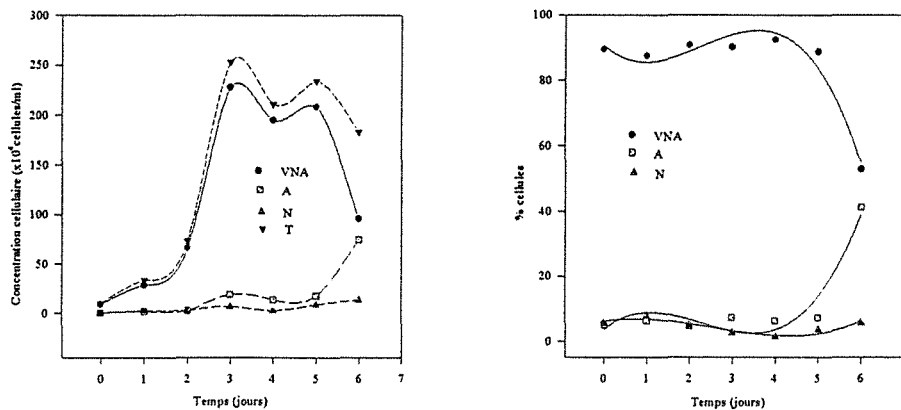 Concentration cellulaire (x10⁴cellules/ml)
300
250
200
150
100
50
0
VNA
A
N
T
0 1 2 3 4 5 6 7
Temps (jours)
% cellules
100
80
60
40
20
0
VNA
A
N
0 1 2 3 4 5 6
Temps (jours)